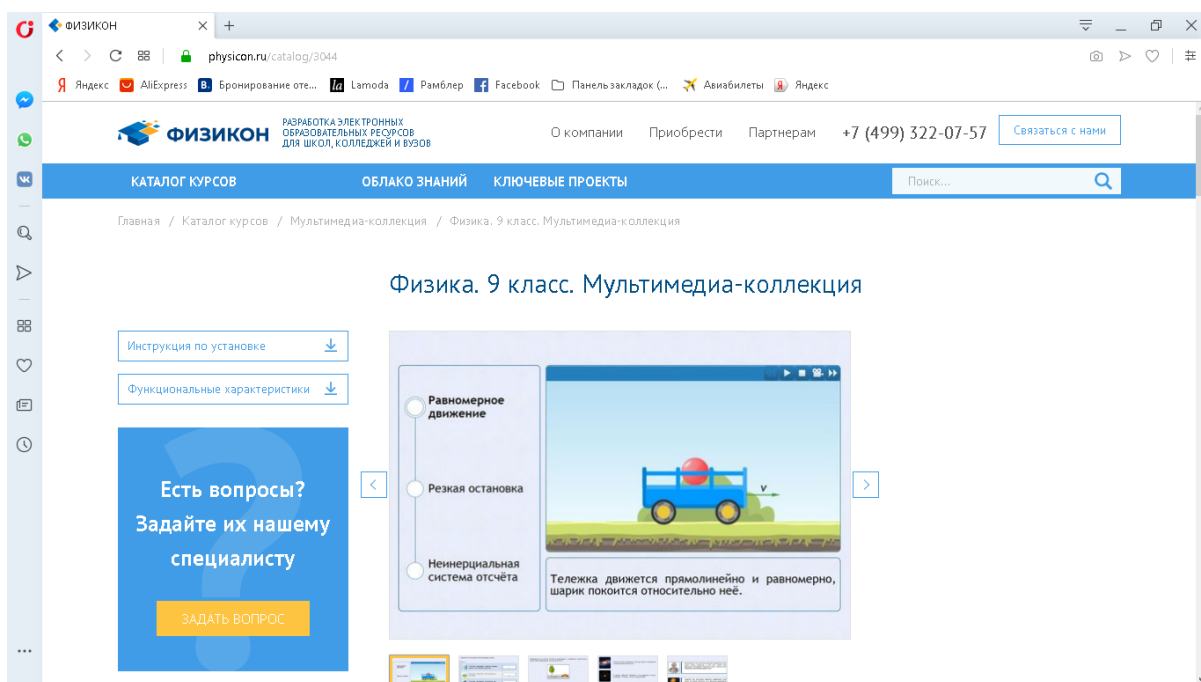 ФИЗИКОН
physicon.ru/catalog/3044
Яндекс AliExpress Бронирование оте... Lamoda Рамблер Facebook Панель закладок (... Авиабилеты Яндекс
ФИЗИКОН
РАЗРАБОТКА ЭЛЕКТРОННЫХ
ОБРАЗОВАТЕЛЬНЫХ РЕСУРСОВ
ДЛЯ ШКОЛ, КОЛЛЕДЖЕЙ И ВУЗОВ
О компании Приобрести Партнерам +7 (499) 322-07-57 Связаться с нами
КАТАЛОГ КУРСОВ ОБЛАКО ЗНАНИЙ КЛЮЧЕВЫЕ ПРОЕКТЫ Поиск...
Главная / Каталог курсов / Мультимедиа-коллекция / Физика. 9 класс. Мультимедиа-коллекция
Физика. 9 класс. Мультимедиа-коллекция
Инструкция по установке
Функциональные характеристики
Есть вопросы?
Задайте их нашему
специалисту
ЗАДАТЬ ВОПРОС
Равномерное
движение
Резкая остановка
Неинерциальная
система отсчёта
v
Тележка движется прямолинейно и равномерно,
шарик покоится относительно неё.